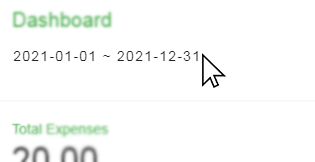 Dashboard
2021-01-01 ~ 2021-12-31
Total Expenses
20.00